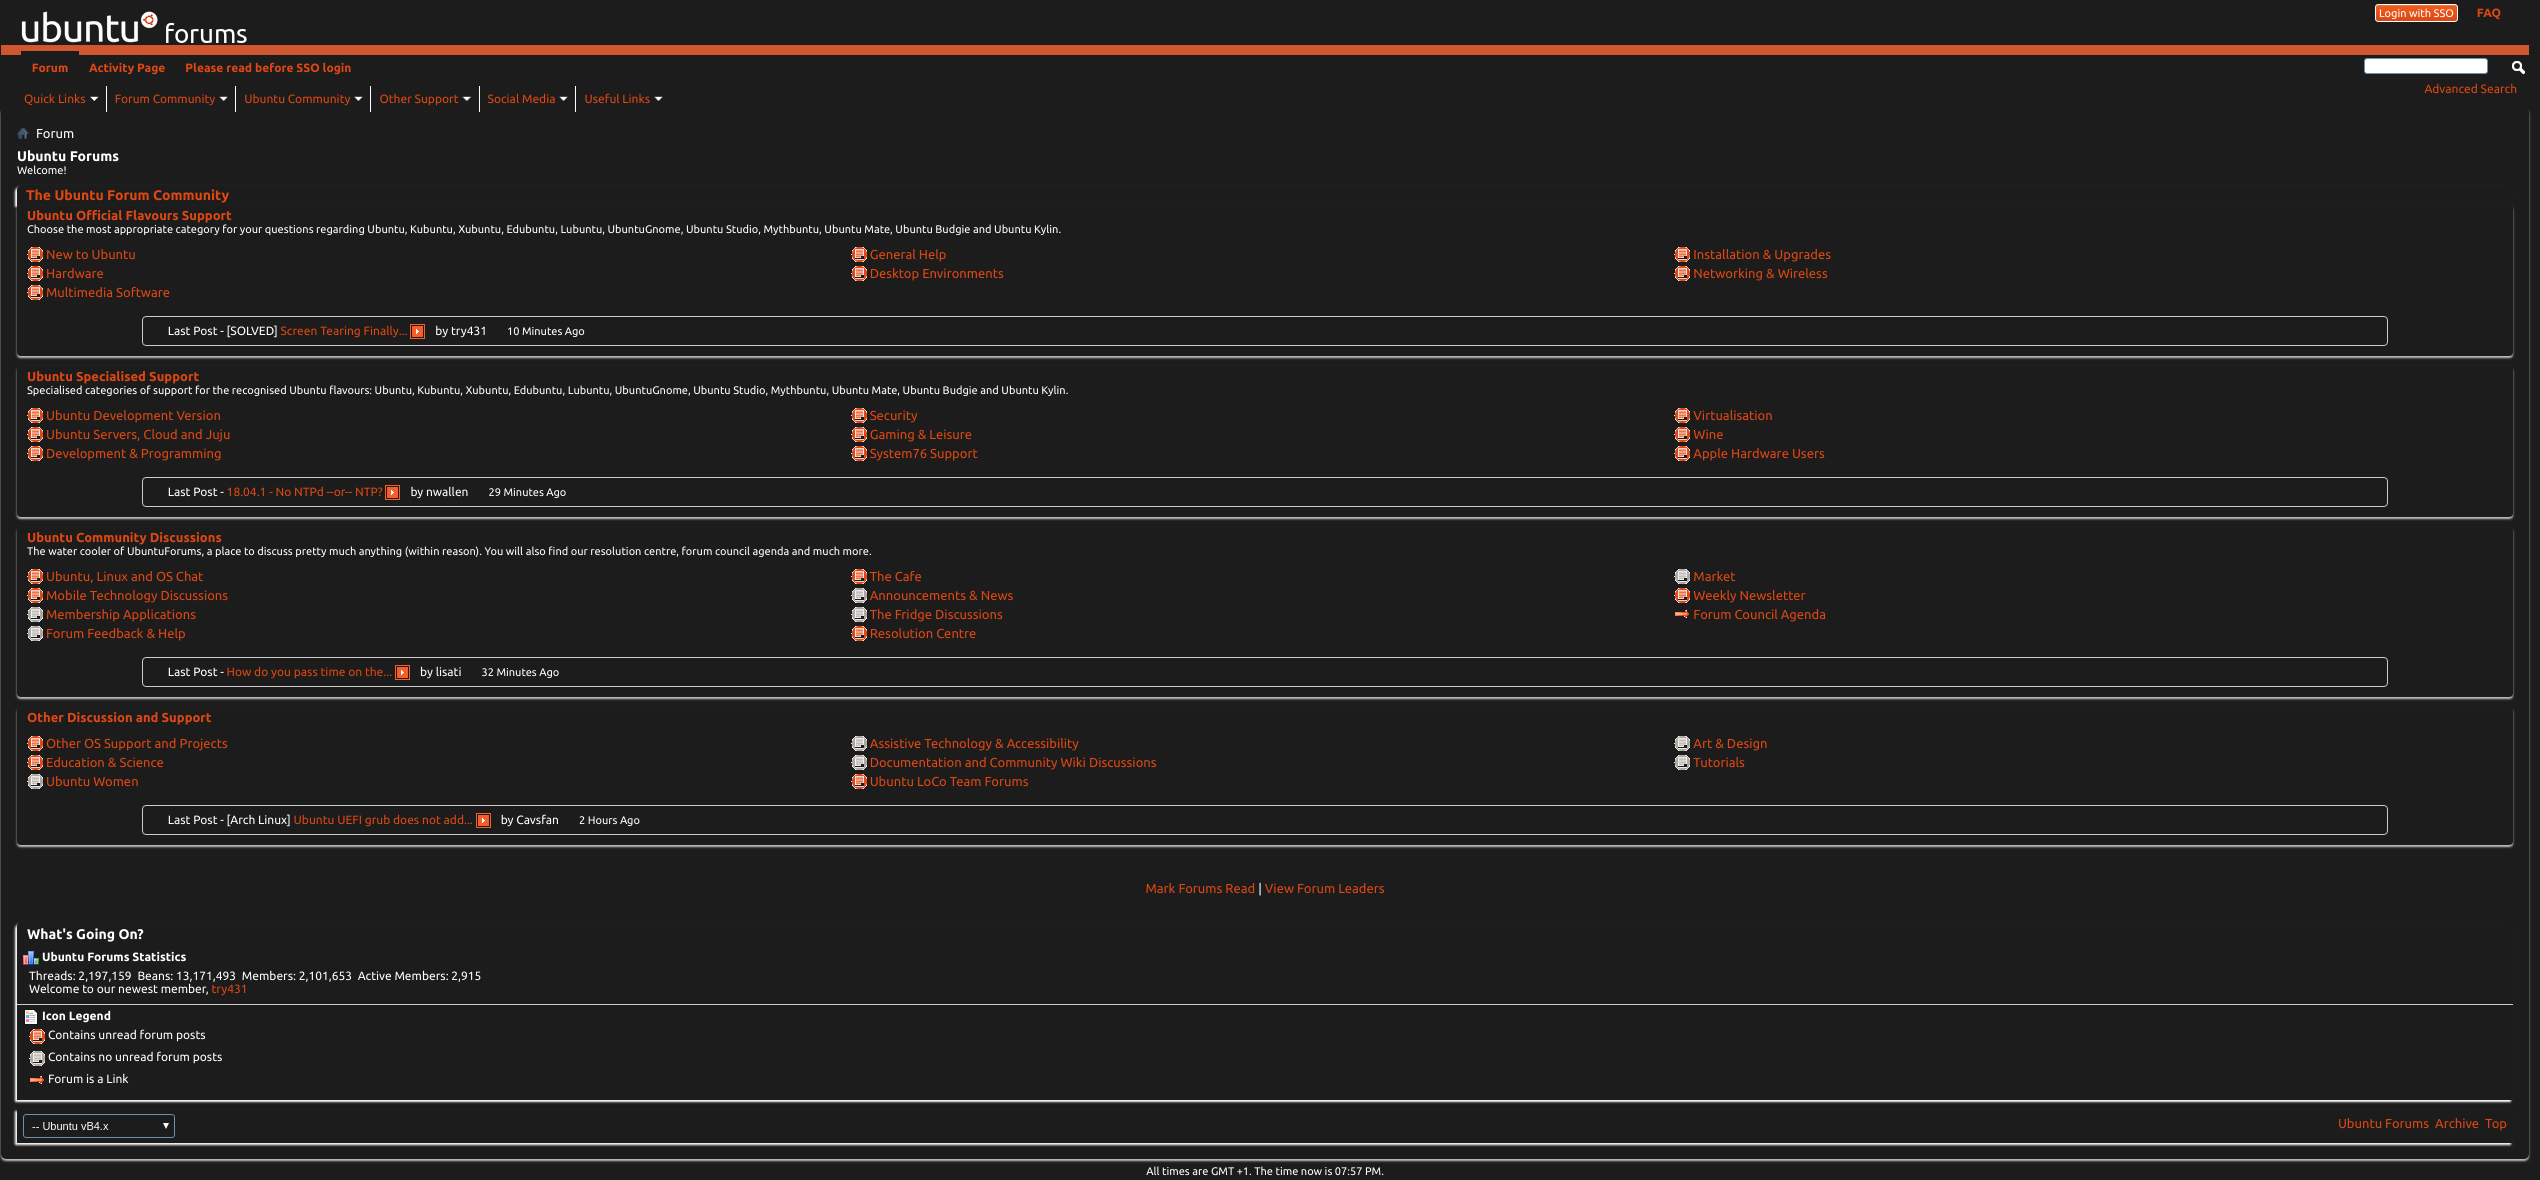 ubuntu forums
Login with SSO FAQ
Forum Activity Page Please read before SSO login
Quick Links Forum Community Ubuntu Community Other Support Social Media Useful Links
Advanced Search
Forum
Ubuntu Forums
Welcome!
The Ubuntu Forum Community
Ubuntu Official Flavours Support
Choose the most appropriate category for your questions regarding Ubuntu, Kubuntu, Xubuntu, Edubuntu, Lubuntu, UbuntuGnome, Ubuntu Studio, Mythbuntu, Ubuntu Mate, Ubuntu Budgie and Ubuntu Kylin.
New to Ubuntu General Help Installation & Upgrades
Hardware Desktop Environments Networking & Wireless
Multimedia Software
Last Post - [SOLVED] Screen Tearing Finally... by try431 10 Minutes Ago
Ubuntu Specialised Support
Specialised categories of support for the recognised Ubuntu flavours: Ubuntu, Kubuntu, Xubuntu, Edubuntu, Lubuntu, UbuntuGnome, Ubuntu Studio, Mythbuntu, Ubuntu Mate, Ubuntu Budgie and Ubuntu Kylin.
Ubuntu Development Version Security Virtualisation
Ubuntu Servers, Cloud and Juju Gaming & Leisure Wine
Development & Programming System76 Support Apple Hardware Users
Last Post - 18.04.1 - No NTPd --or-- NTP? by nwallen 29 Minutes Ago
Ubuntu Community Discussions
The water cooler of UbuntuForums, a place to discuss pretty much anything (within reason). You will also find our resolution centre, forum council agenda and much more.
Ubuntu, Linux and OS Chat The Cafe Market
Mobile Technology Discussions Announcements & News Weekly Newsletter
Membership Applications The Fridge Discussions Forum Council Agenda
Forum Feedback & Help Resolution Centre
Last Post - How do you pass time on the... by lisati 32 Minutes Ago
Other Discussion and Support
Other OS Support and Projects Assistive Technology & Accessibility Art & Design
Education & Science Documentation and Community Wiki Discussions Tutorials
Ubuntu Women Ubuntu LoCo Team Forums
Last Post - [Arch Linux] Ubuntu UEFI grub does not add... by Cavsfan 2 Hours Ago
Mark Forums Read | View Forum Leaders
What's Going On?
Ubuntu Forums Statistics
Threads: 2,197,159 Beans: 13,171,493 Members: 2,101,653 Active Members: 2,915
Welcome to our newest member, try431
Icon Legend
Contains unread forum posts
Contains no unread forum posts
Forum is a Link
-- Ubuntu vB4.x
Ubuntu Forums Archive Top
All times are GMT +1. The time now is 07:57 PM.